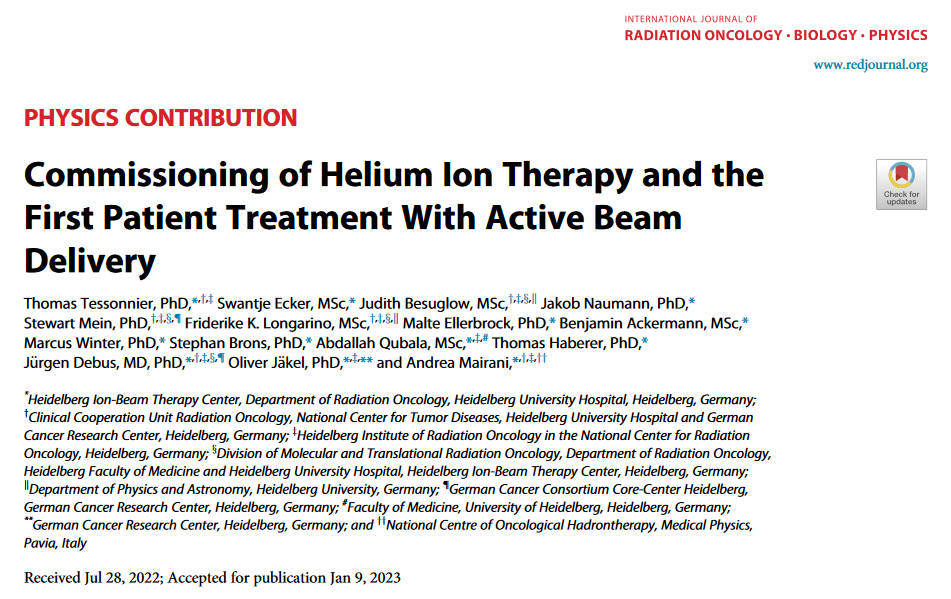 INTERNATIONAL JOURNAL OF
RADIATION ONCOLOGY • BIOLOGY • PHYSICS
www.redjournal.org
PHYSICS CONTRIBUTION
Commissioning of Helium Ion Therapy and the
First Patient Treatment With Active Beam
Delivery
Check for
updates
Thomas Tessonnier, PhD,*,†,‡ Swantje Ecker, MSc,* Judith Besuglow, MSc,†,‡,§,‖ Jakob Naumann, PhD,*
Stewart Mein, PhD,†,‡,§,¶ Friderike K. Longarino, MSc,†,‡,§,‖ Malte Ellerbrock, PhD,* Benjamin Ackermann, MSc,*
Marcus Winter, PhD,* Stephan Brons, PhD,* Abdallah Qubala, MSc,*,‡,# Thomas Haberer, PhD,*
Jürgen Debus, MD, PhD,*,†,‡,§,¶ Oliver Jäkel, PhD,*,‡,** and Andrea Mairani,*,†,‡,††
*Heidelberg Ion-Beam Therapy Center, Department of Radiation Oncology, Heidelberg University Hospital, Heidelberg, Germany;
†Clinical Cooperation Unit Radiation Oncology, National Center for Tumor Diseases, Heidelberg University Hospital and German
Cancer Research Center, Heidelberg, Germany; ‡Heidelberg Institute of Radiation Oncology in the National Center for Radiation
Oncology, Heidelberg, Germany; §Division of Molecular and Translational Radiation Oncology, Department of Radiation Oncology,
Heidelberg Faculty of Medicine and Heidelberg University Hospital, Heidelberg Ion-Beam Therapy Center, Heidelberg, Germany;
‖Department of Physics and Astronomy, Heidelberg University, Germany; ¶German Cancer Consortium Core-Center Heidelberg,
German Cancer Research Center, Heidelberg, Germany; #Faculty of Medicine, University of Heidelberg, Heidelberg, Germany;
**German Cancer Research Center, Heidelberg, Germany; and ††National Centre of Oncological Hadrontherapy, Medical Physics,
Pavia, Italy
Received Jul 28, 2022; Accepted for publication Jan 9, 2023